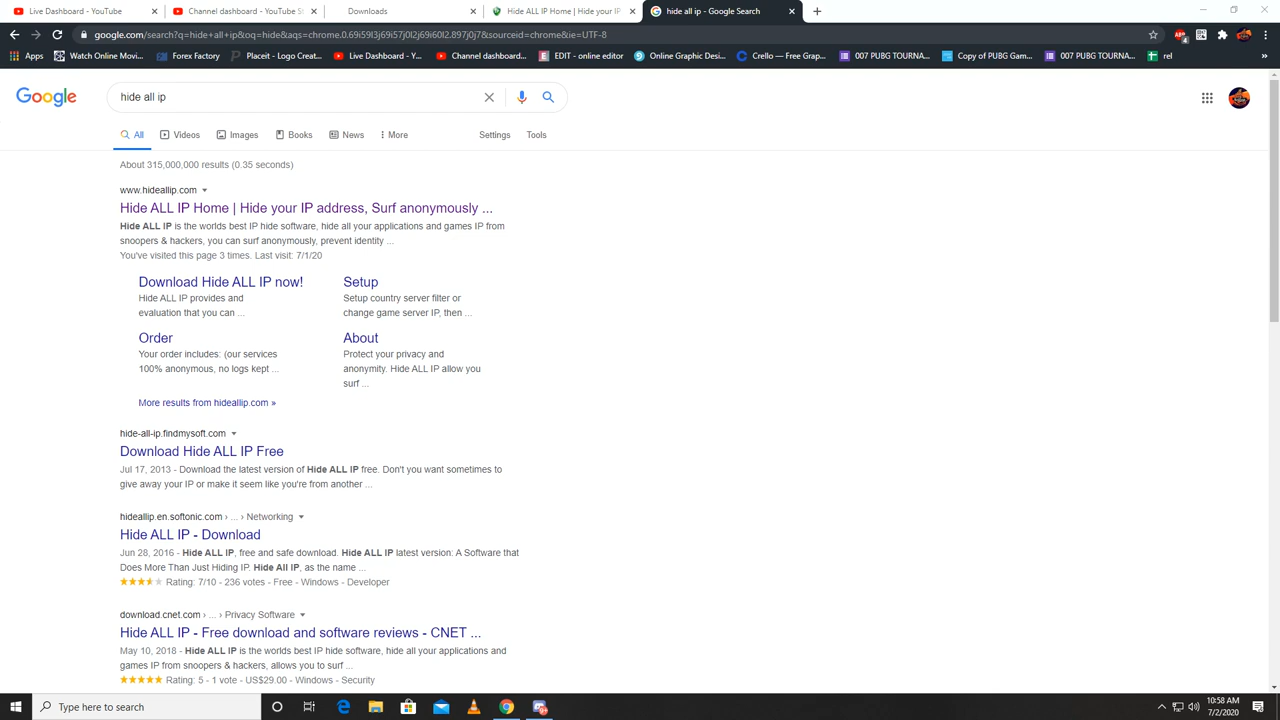 Live Dashboard - YouTube
Channel dashboard - YouTube St
Downloads
Hide ALL IP Home | Hide your IP
hide all ip - Google Search
google.com/search?q=hide+all+ip&oq=hide&aqs=chrome.0.69i59l3j69i57j0l2j69i60l2.897j0j7&sourceid=chrome&ie=UTF-8
Apps
Watch Online Movi...
Forex Factory
Placeit - Logo Creat...
Live Dashboard - Y...
Channel dashboard...
EDIT - online editor
Online Graphic Desi...
Crello — Free Grap...
007 PUBG TOURNA...
Copy of PUBG Gam...
007 PUBG TOURNA...
rel
Google
hide all ip
All
Videos
Images
Books
News
More
Settings
Tools
About 315,000,000 results (0.35 seconds)
www.hideallip.com
Hide ALL IP Home | Hide your IP address, Surf anonymously ...
Hide ALL IP is the worlds best IP hide software, hide all your applications and games IP from
snoopers & hackers, you can surf anonymously, prevent identity ...
You've visited this page 3 times. Last visit: 7/1/20
Download Hide ALL IP now!
Hide ALL IP provides and
evaluation that you can ...
Setup
Setup country server filter or
change game server IP, then ...
Order
Your order includes: (our services
100% anonymous, no logs kept ...
About
Protect your privacy and
anonymity. Hide ALL IP allow you
surf ...
More results from hideallip.com »
hide-all-ip.findmysoft.com
Download Hide ALL IP Free
Jul 17, 2013 - Download the latest version of Hide ALL IP free. Don't you want sometimes to
give away your IP or make it seem like you're from another ...
hideallip.en.softonic.com › ... › Networking
Hide ALL IP - Download
Jun 28, 2016 - Hide ALL IP, free and safe download. Hide ALL IP latest version: A Software that
Does More Than Just Hiding IP. Hide All IP, as the name ...
Rating: 7/10 - 236 votes - Free - Windows - Developer
download.cnet.com › ... › Privacy Software
Hide ALL IP - Free download and software reviews - CNET ...
May 10, 2018 - Hide ALL IP is the worlds best IP hide software, hide all your applications and
games IP from snoopers & hackers, allows you to surf ...
Rating: 5 - 1 vote - US$29.00 - Windows - Security
Type here to search
10:58 AM
7/2/2020